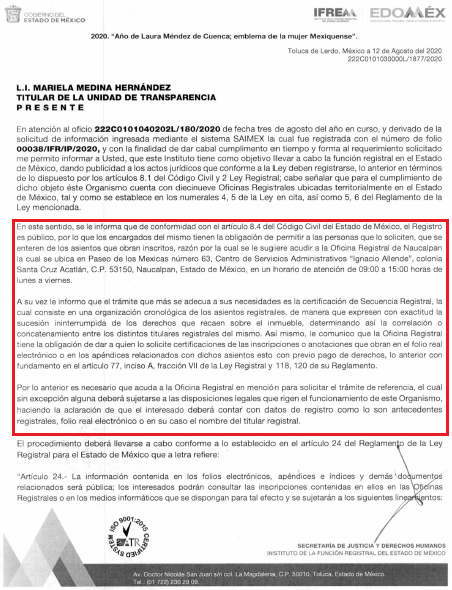 GOBIERNO DEL
ESTADO DE MÉXICO
IFREM
EDOMÉX
2020. "Año de Laura Méndez de Cuenca; emblema de la mujer Mexiquense".
Toluca de Lerdo, México a 12 de Agosto del 2020
222C0101030000L/1877/2020
L.I. MARIELA MEDINA HERNÁNDEZ
TITULAR DE LA UNIDAD DE TRANSPARENCIA
P R E S E N T E
En atención al oficio 222C0101040202L/180/2020 de fecha tres de agosto del año en curso, y derivado de la
solicitud de información ingresada mediante el sistema SAIMEX la cual fue registrada con el número de folio
00038/IFR/IP/2020, y con la finalidad de dar cabal cumplimiento en tiempo y forma al requerimiento solicitado
me permito informar a Usted, que este Instituto tiene como objetivo llevar a cabo la función registral en el Estado
de México, dando publicidad a los actos jurídicos que conforme a la Ley deben registrarse, lo anterior en términos
de lo dispuesto por los artículos 8.1 del Código Civil y 2 Ley Registral; cabe señalar que para el cumplimiento de
dicho objeto éste Organismo cuenta con diecinueve Oficinas Registrales ubicadas territorialmente en el Estado,
tal y como se establece en los numerales 4, 5 de la Ley en cita, así como 5, 6 del Reglamento de la
Ley mencionada.
En este sentido, se le informa que de conformidad con el artículo 8.4 del Código Civil del Estado de México, el Registro
es público, por lo que los encargados del mismo tienen la obligación de permitir a las personas que lo soliciten, que se
enteren de los asientos que obran inscritos, razón por la cual se le sugiere acudir a la Oficina Registral de Naucalpan
la cual se ubica en Paseo de los Mexicas número 63, Centro de Servicios Administrativos "Ignacio Allende", colonia
Santa Cruz Acatlán, C.P. 53150, Naucalpan, Estado de México, en un horario de atención de 09:00 a 15:00 horas
de lunes a viernes.
A su vez le informo que el trámite que más se adecua a sus necesidades es la certificación de Secuencia Registral, la
cual consiste en una organización cronológica de los asientos registrales, de manera que expresen con exactitud la
sucesión ininterrumpida de los derechos que recaen sobre el inmueble, determinando así la correlación o
concatenamiento entre los distintos titulares registrales del mismo. Así mismo, le comunico que la Oficina Registral
tiene la obligación de dar a quien lo solicite certificaciones de las inscripciones o anotaciones que obran en el folio real
electrónico o en los apéndices relacionados con dichos asientos esto con previo pago de derechos, lo anterior con
fundamento en el artículo 77, inciso A, fracción VII de la Ley Registral y 118, 120 de su Reglamento.
Por lo anterior es necesario que acuda a la Oficina Registral en mención para solicitar el trámite de referencia, el cual
sin excepción alguna deberá sujetarse a las disposiciones legales que rigen el funcionamiento de este Organismo,
haciendo la aclaración de que el interesado deberá contar con datos de registro como lo son antecedentes
registrales, folio real electrónico o en su caso el nombre del titular registral.
El procedimiento deberá llevarse a cabo conforme a lo establecido en el artículo 24 del Reglamento de la Ley
Registral para el Estado de México que a letra refiere:
"Artículo 24.- La información contenida en los folios electrónicos, apéndices e índices y demás documentos
relacionados será pública; los interesados podrán consultar las inscripciones contenidas en ellos en las Oficinas
Registrales o en los medios informáticos que se dispongan para tal efecto y se sujetarán a los siguientes lineamientos:
ISO 9001:2015
ATR
CERTIFIED SYSTEM
SECRETARÍA DE JUSTICIA Y DERECHOS HUMANOS
INSTITUTO DE LA FUNCIÓN REGISTRAL DEL ESTADO DE MÉXICO
Av. Doctor Nicolás San Juan s/n col. La Magdalena, C.P. 50010, Toluca, Estado de México.
Tel.: (01 722) 236 29 09.